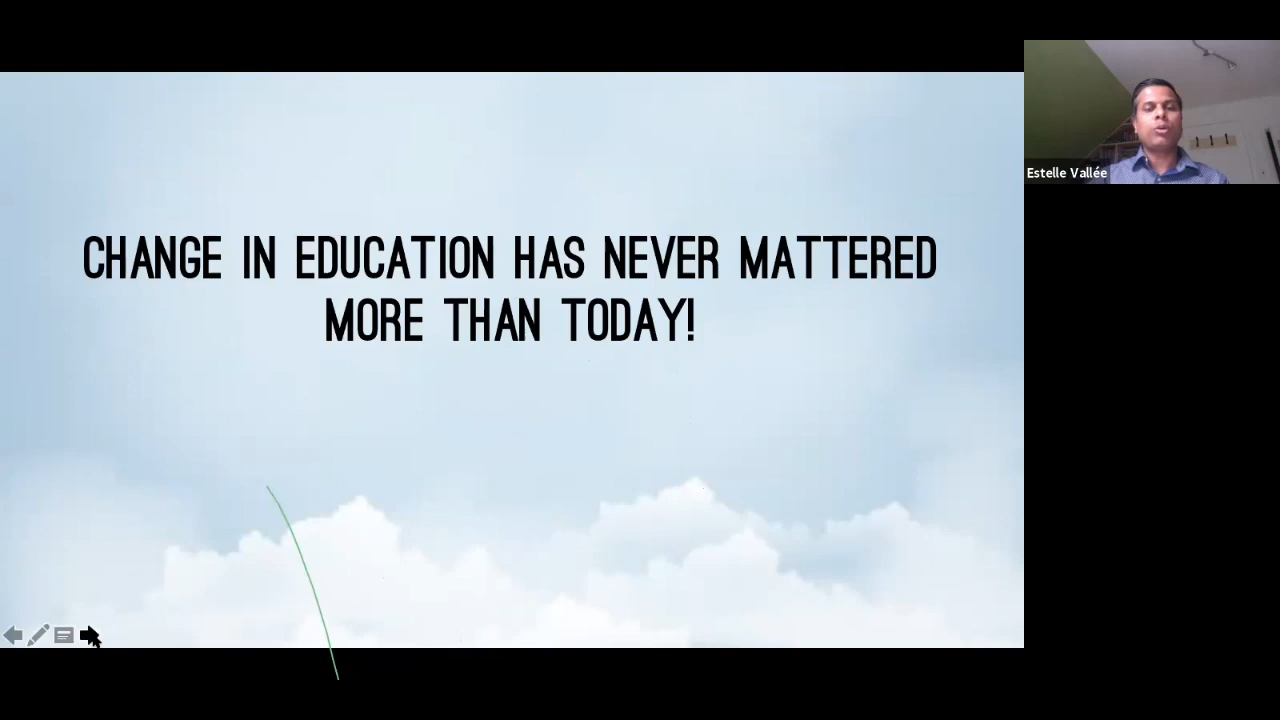 CHANGE IN EDUCATION HAS NEVER MATTERED
MORE THAN TODAY!
Estelle Vallée